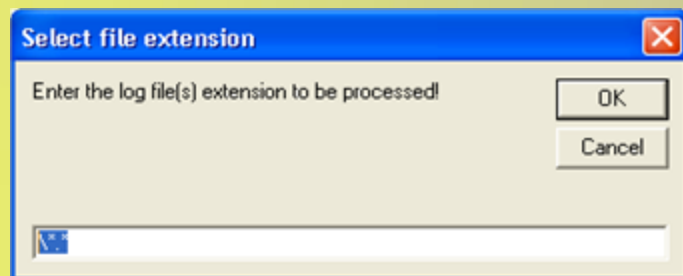 Select file extension
Enter the log file(s) extension to be processed!
OK
Cancel
\*.*